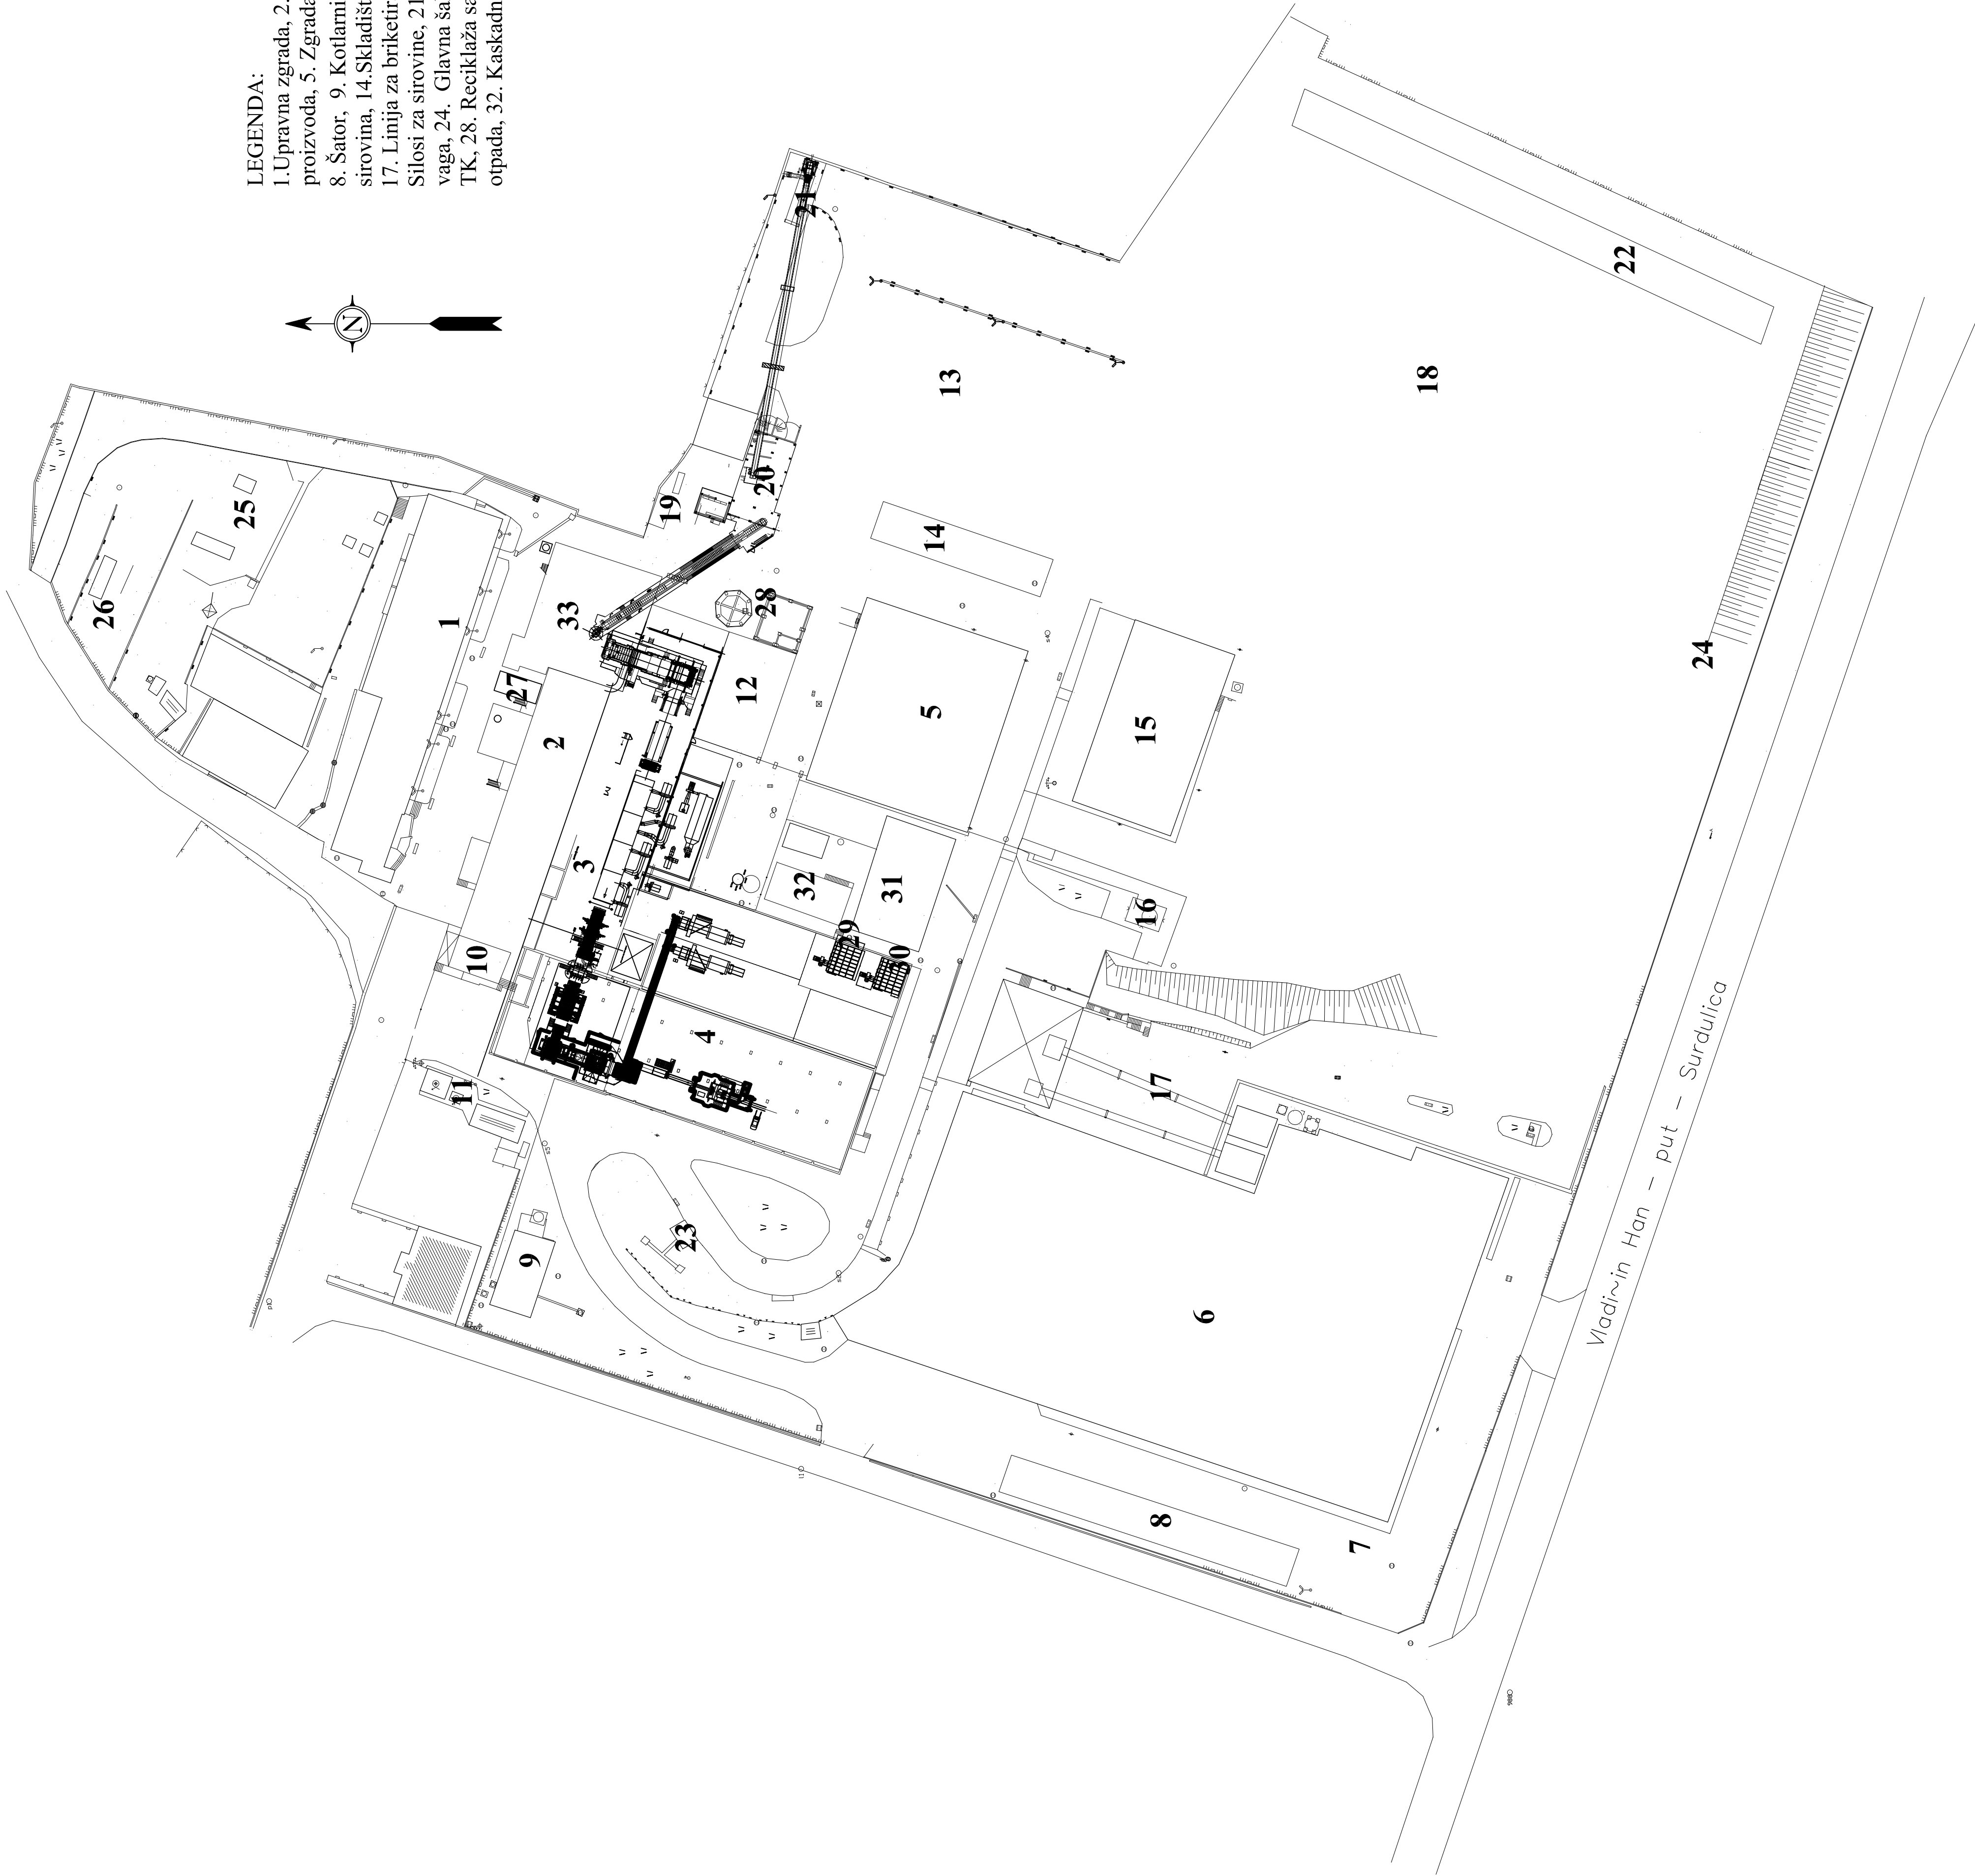 LEGENDA:
1.Upravna zgrada, 2.
proizvoda, 5. Zgrada
8. Šator, 9. Kotlarni
sirovina, 14.Skladišt
17. Linija za briketir
Silosi za sirovine, 21
vaga, 24. Glavna ša
TK, 28. Reciklaža sa
otpada, 32. Kaskadn
N
26
25
1
27
33
19
20
21
2
3
12
28
14
13
18
22
10
11
32
31
29
30
5
15
16
4
17
24
9
23
6
8
7
Vladi~in Han - put - Surdulica